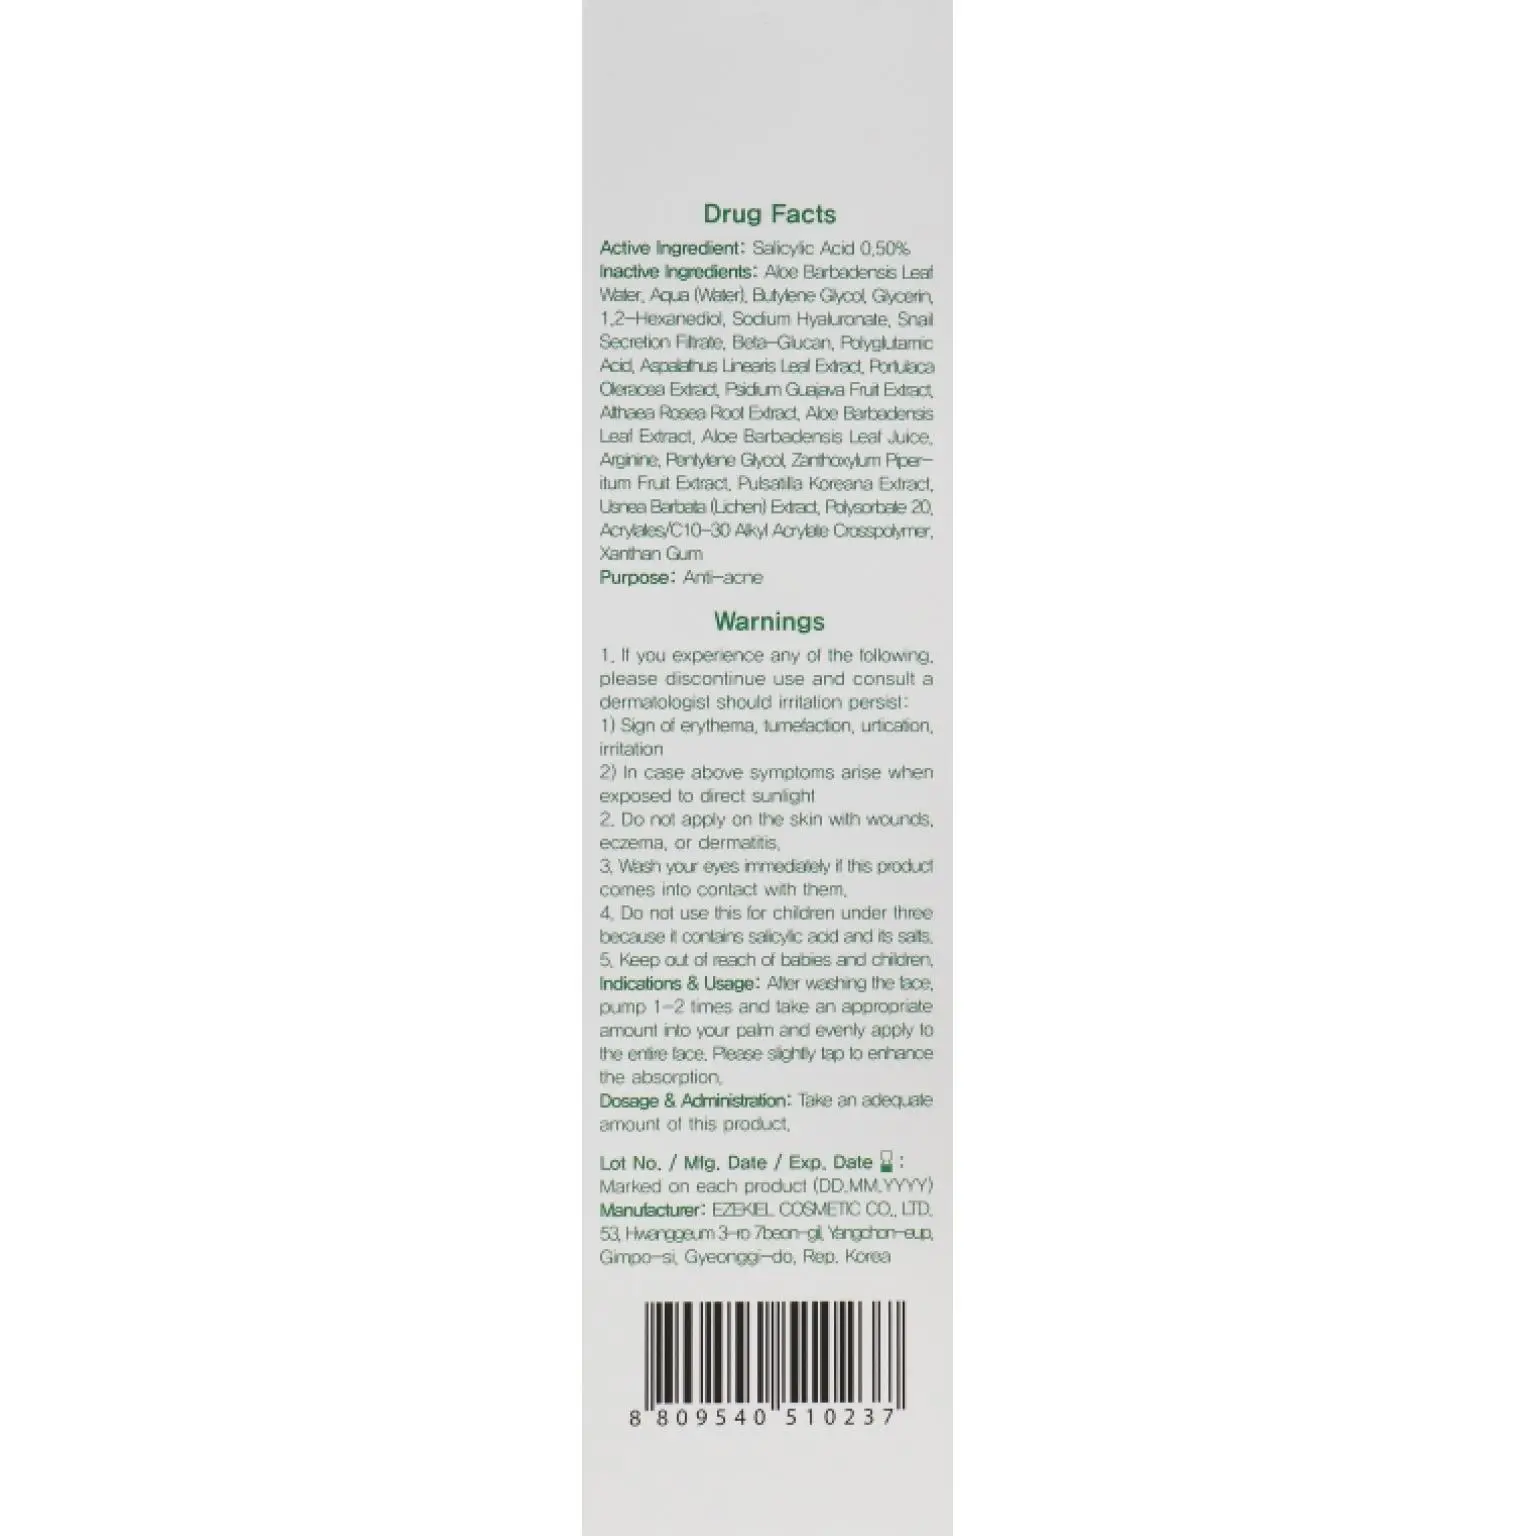 Drug Facts
Active Ingredient: Salicylic Acid 0.50%
Inactive Ingredients: Aloe Barbadensis Leaf
Water, Aqua (Water), Butylene Glycol, Glycerin,
1,2-Hexanediol, Sodium Hyaluronate, Snail
Secretion Filtrate, Beta-Glucan, Polyglutamic
Acid, Aspalathus Linearis Leaf Extract, Portulaca
Oleracea Extract, Psidium Guajava Fruit Extract,
Althaea Rosea Root Extract, Aloe Barbadensis
Leaf Extract, Aloe Barbadensis Leaf Juice,
Arginine, Pentylene Glycol, Zanthoxylum Piper-
itum Fruit Extract, Pulsatilla Koreana Extract,
Usnea Barbata (Lichen) Extract, Polysorbate 20,
Acrylates/C10-30 Alkyl Acrylate Crosspolymer,
Xanthan Gum
Purpose: Anti-acne
Warnings
1. If you experience any of the following,
please discontinue use and consult a
dermatologist should irritation persist:
1) Sign of erythema, tumefaction, urtication,
irritation
2) In case above symptoms arise when
exposed to direct sunlight
2. Do not apply on the skin with wounds,
eczema, or dermatitis.
3. Wash your eyes immediately if this product
comes into contact with them.
4. Do not use this for children under three
because it contains salicylic acid and its salts.
5. Keep out of reach of babies and children.
Indications & Usage: After washing the face,
pump 1-2 times and take an appropriate
amount into your palm and evenly apply to
the entire face. Please slightly tap to enhance
the absorption.
Dosage & Administration: Take an adequate
amount of this product.
Lot No. / Mfg. Date / Exp. Date :
Marked on each product (DD.MM.YYYY)
Manufacturer: EZEKIEL COSMETIC CO., LTD.
53, Hwanggeum 3-ro 7beon-gil, Yangchon-eup,
Gimpo-si, Gyeonggi-do, Rep. Korea
8 809540 510237